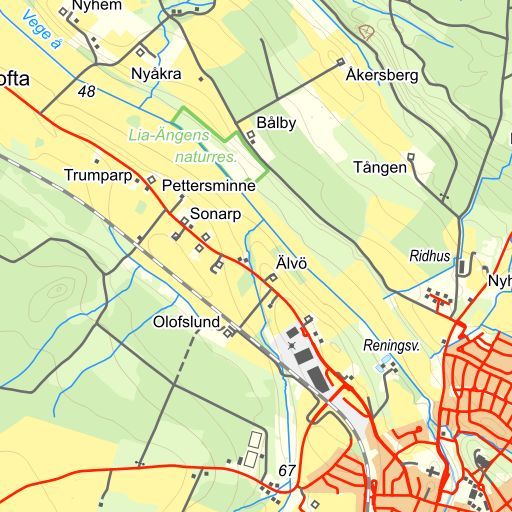 Nyhem
Vege å
Nyåkra
ofta
48
Åkersberg
Bålby
Lia-Ängens
naturres.
Tången
Trumparp
Pettersminne
Sonarp
Ridhus
Älvö
Nyh
Olofslund
Reningsv.
67